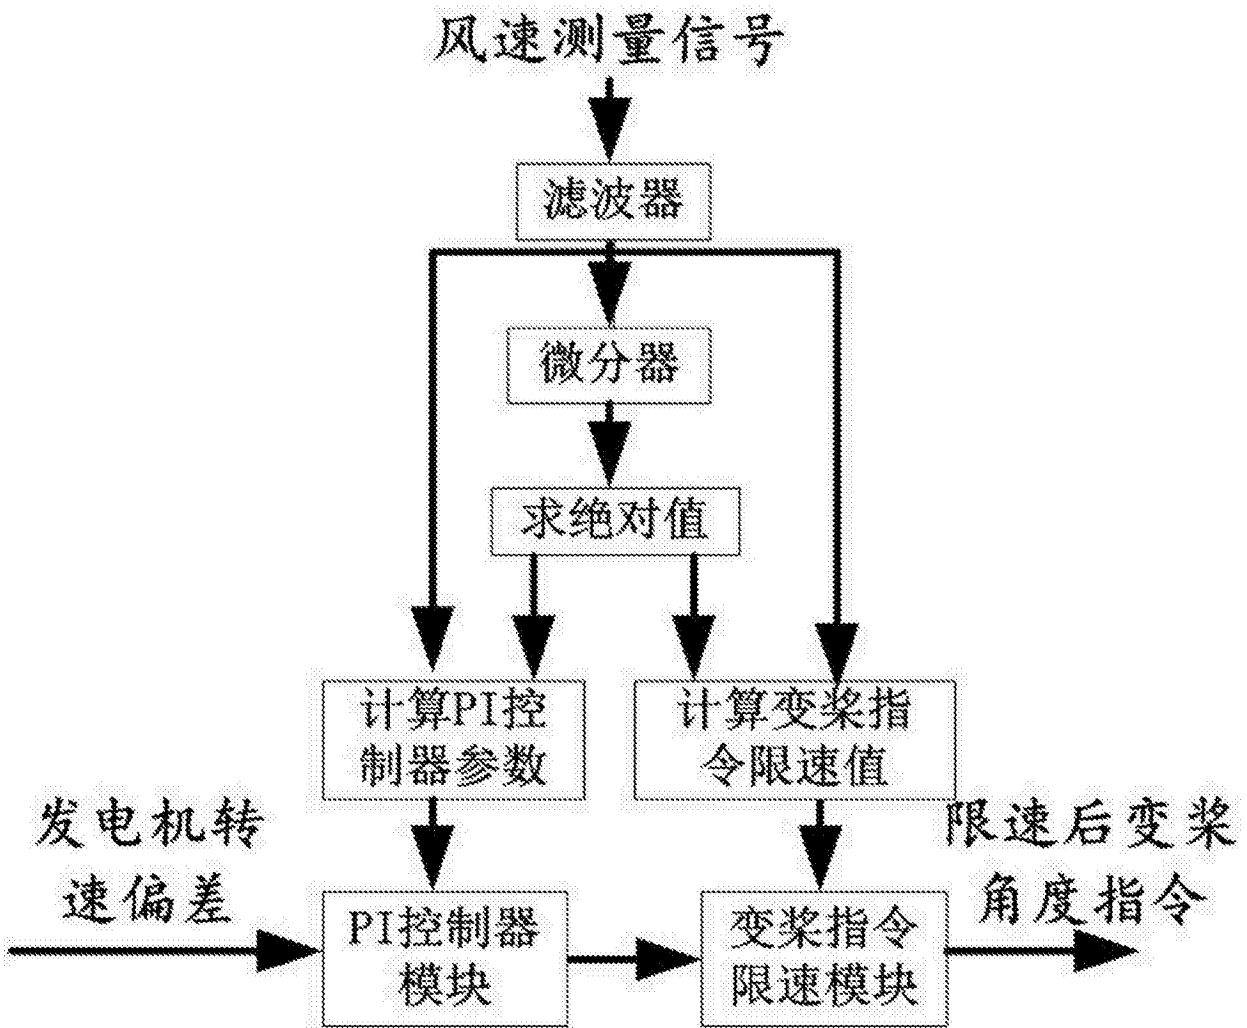 风速测量信号
滤波器
微分器
求绝对值
计算PI控
制器参数
计算变桨指
令限速值
发电机转
速偏差
PI控制器
模块
变桨指令
限速模块
限速后变桨
角度指令